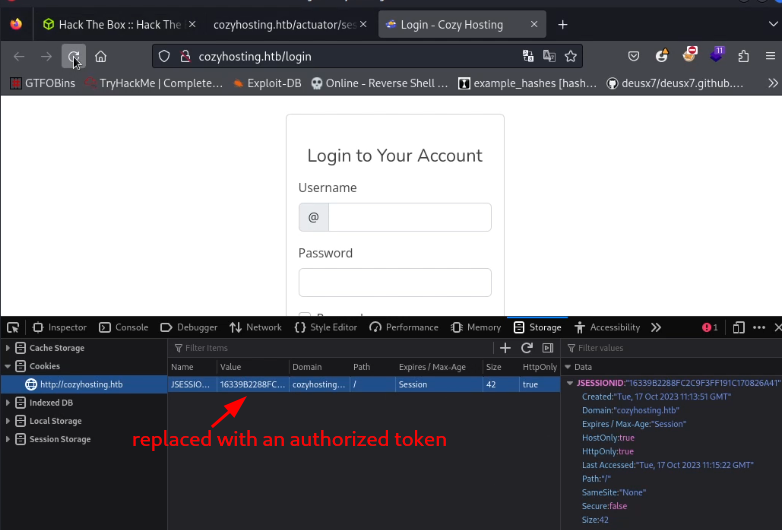 Hack The Box :: Hack The
cozyhosting.htb/actuator/ses
Login - Cozy Hosting
cozyhosting.htb/login
11
GTFOBins
TryHackMe | Complete…
Exploit-DB
Online - Reverse Shell …
example_hashes [hash…
deusx7/deusx7.github.…
Login to Your Account
Username
@
Password
Inspector
Console
Debugger
Network
Style Editor
Performance
Memory
Storage
Accessibility
1
Cache Storage
Cookies
http://cozyhosting.htb
Indexed DB
Local Storage
Session Storage
Filter Items
Name Value Domain Path Expires / Max-Age Size HttpOnly
JSESSIO… 16339B2288FC… cozyhosting… / Session 42 true
replaced with an authorized token
Filter values
Data
JSESSIONID:"16339B2288FC2C9F3FF191C170826A41"
Created:"Tue, 17 Oct 2023 11:13:51 GMT"
Domain:"cozyhosting.htb"
Expires / Max-Age:"Session"
HostOnly:true
HttpOnly:true
Last Accessed:"Tue, 17 Oct 2023 11:15:22 GMT"
Path:"/"
SameSite:"None"
Secure:false
Size:42